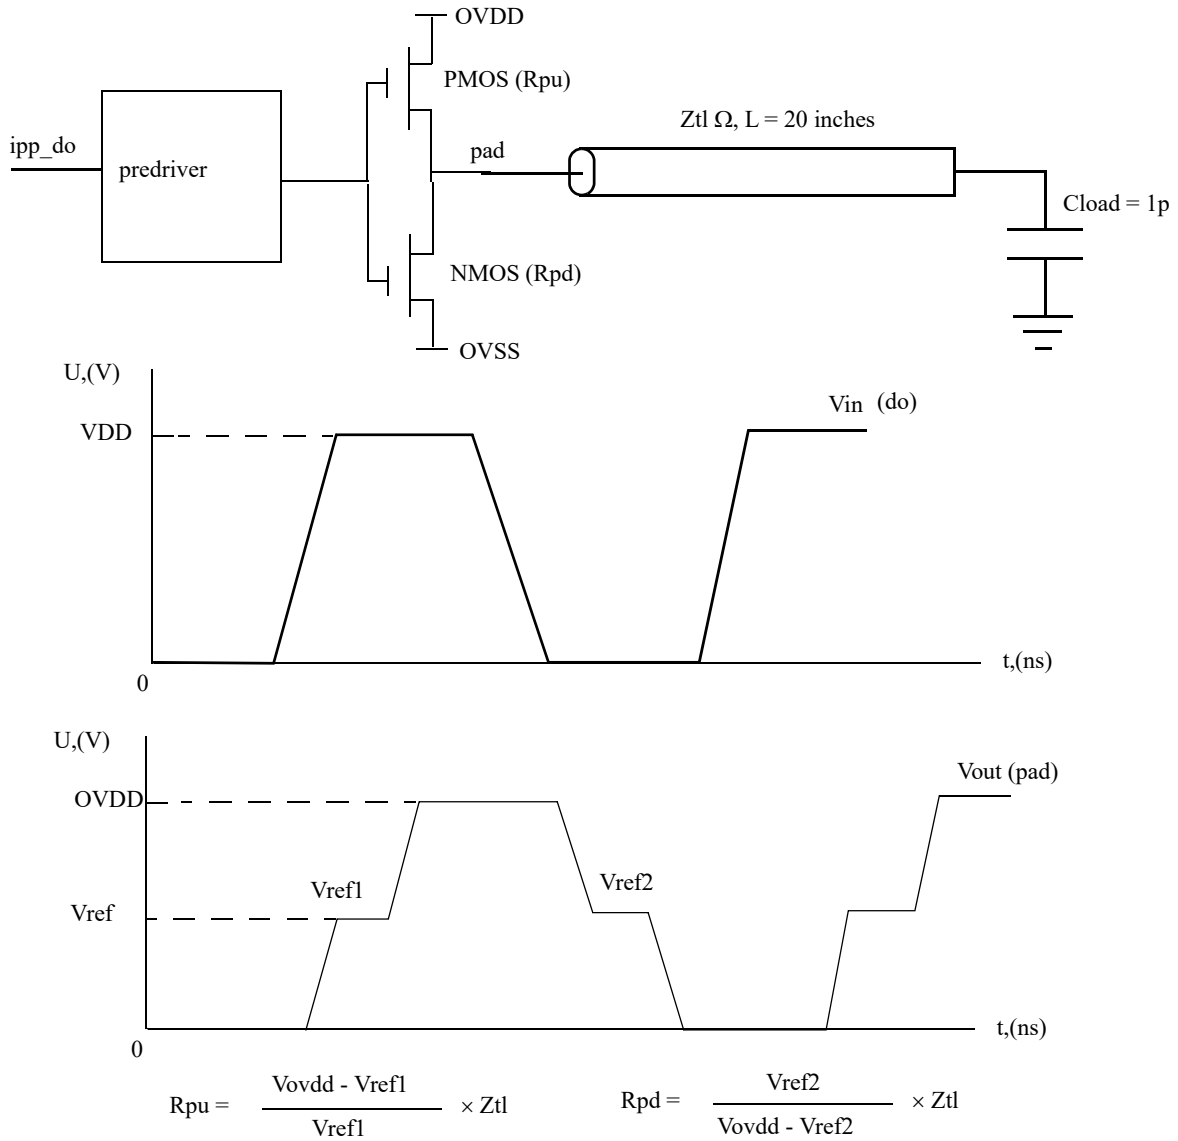 OVDD
PMOS (Rpu)
ipp_do
predriver
pad
Ztl Ω, L = 20 inches
Cload = 1p
NMOS (Rpd)
OVSS
U,(V)
VDD
Vin (do)
t,(ns)
0
U,(V)
Vout (pad)
OVDD
Vref1
Vref2
Vref
t,(ns)
0
Rpu = Vovdd - Vref1 / Vref1 × Ztl
Rpd = Vref2 / Vovdd - Vref2 × Ztl